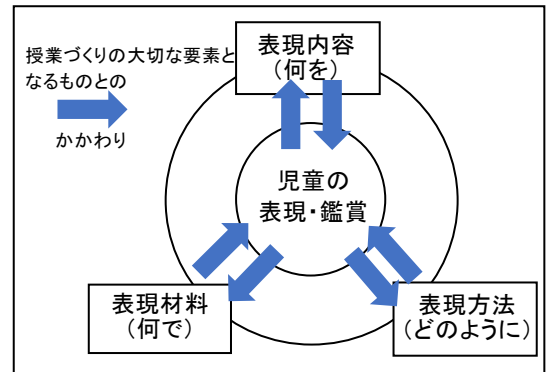 授業づくりの大切な要素と
なるものとの
かかわり
表現内容
(何を)
児童の
表現・鑑賞
表現材料
(何で)
表現方法
(どのように)